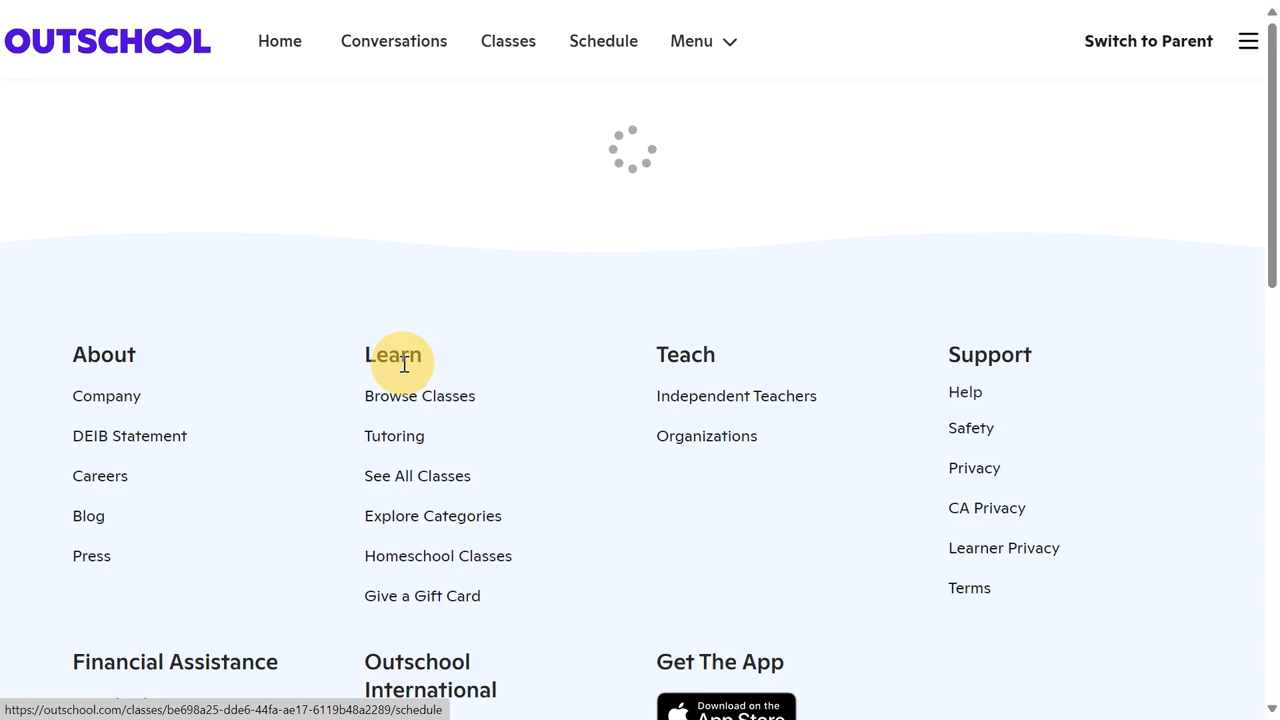 OUTSCHOOL Home Conversations Classes Schedule Menu Switch to Parent
About Learn Teach Support
Company Browse Classes Independent Teachers Help
DEIB Statement Tutoring Organizations Safety
Careers See All Classes Privacy
Blog Explore Categories CA Privacy
Press Homeschool Classes Learner Privacy
Give a Gift Card Terms
Financial Assistance Outschool International Get The App
Download on the
App Store
https://outschool.com/classes/be698a25-dde6-44fa-ae17-6119b48a2289/schedule